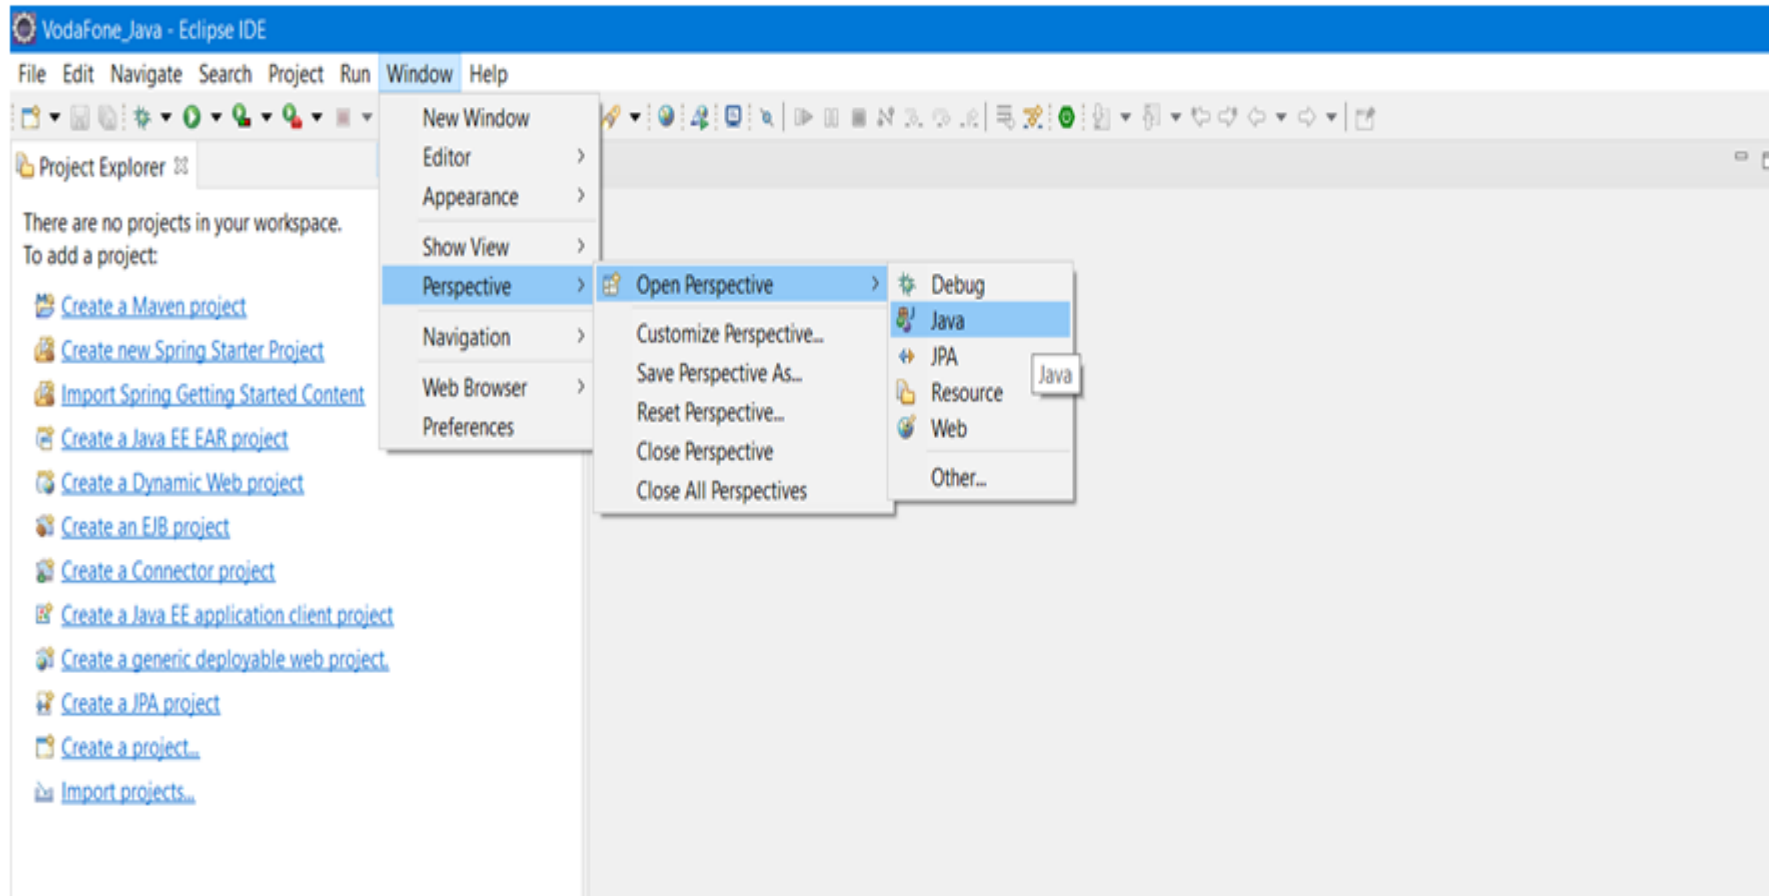 VodaFone_Java - Eclipse IDE
File Edit Navigate Search Project Run Window Help
Project Explorer
There are no projects in your workspace.
To add a project:
Create a Maven project
Create new Spring Starter Project
Import Spring Getting Started Content
Create a Java EE EAR project
Create a Dynamic Web project
Create an EJB project
Create a Connector project
Create a Java EE application client project
Create a generic deployable web project.
Create a JPA project
Create a project...
Import projects...
New Window
Editor
Appearance
Show View
Perspective
Navigation
Web Browser
Preferences
Open Perspective
Customize Perspective...
Save Perspective As...
Reset Perspective...
Close Perspective
Close All Perspectives
Debug
Java
JPA
Resource
Web
Other...
Java